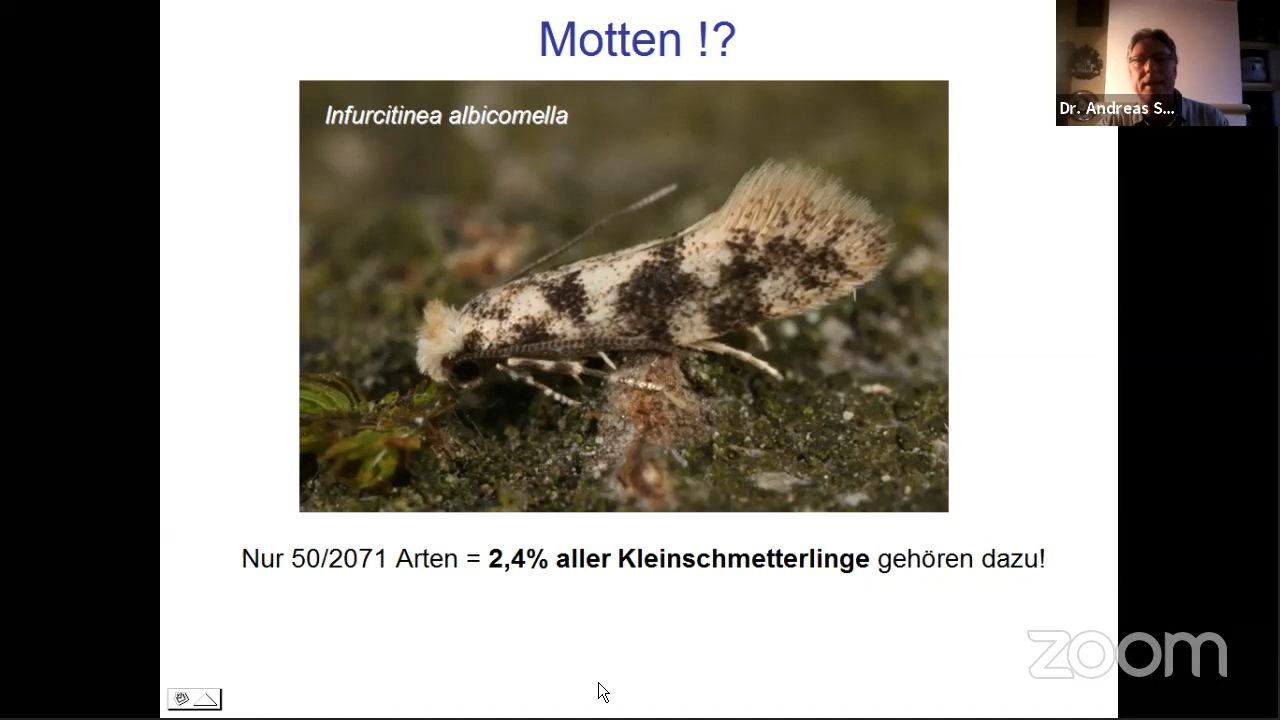 Motten !?
Infurcitinea albicomella
Dr. Andreas S...
Nur 50/2071 Arten = 2,4% aller Kleinschmetterlinge gehören dazu!
zoom